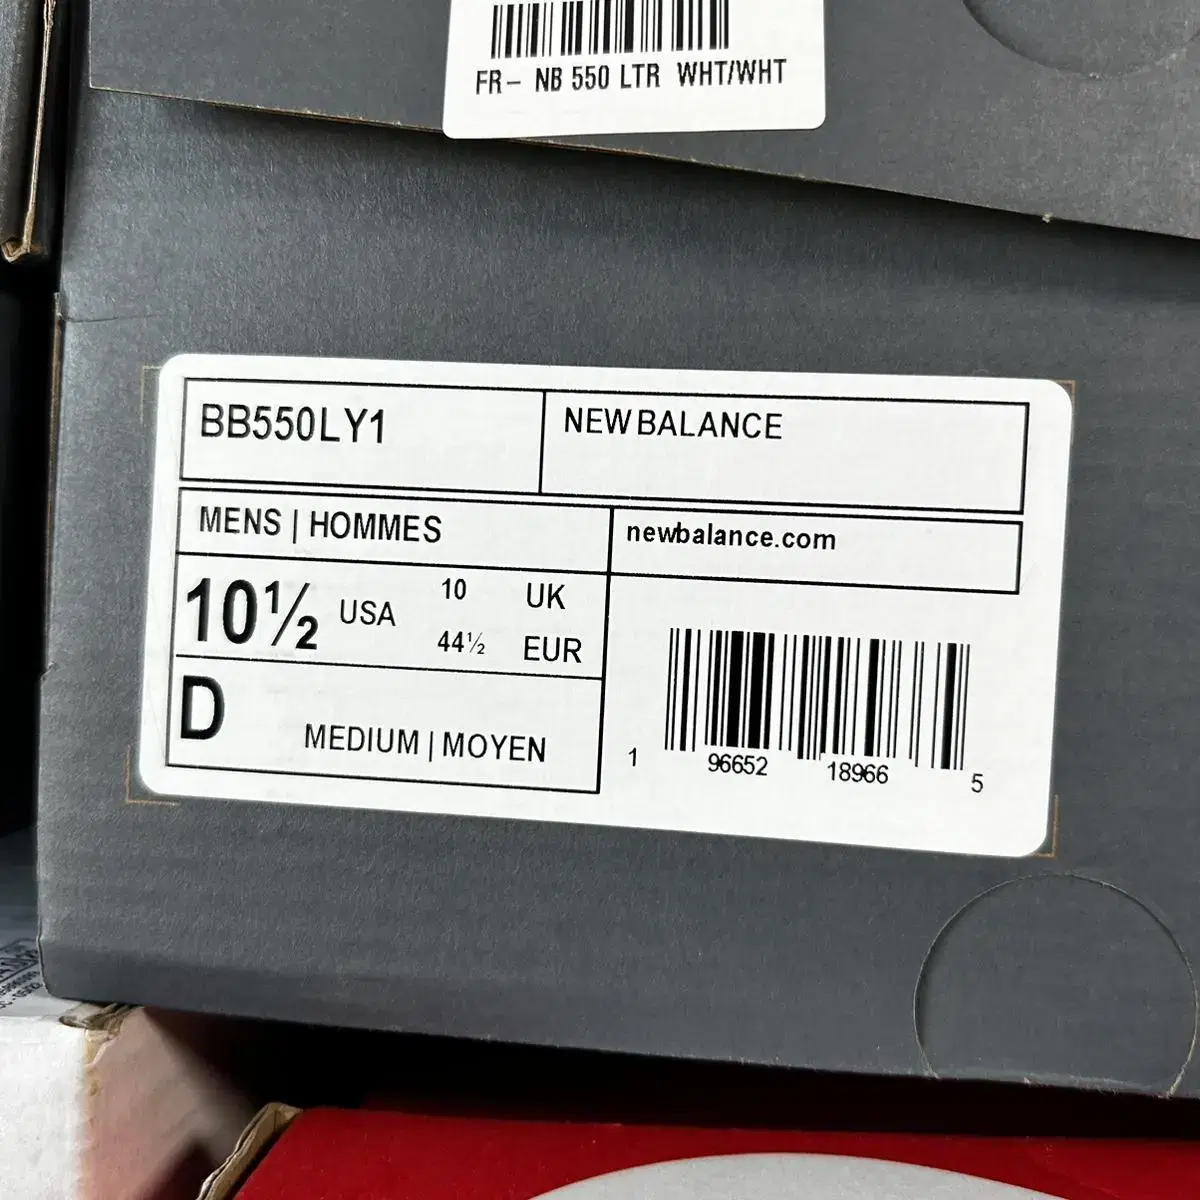 FR- NB 550 LTR WHT/WHT
BB550LY1
NEW BALANCE
MENS | HOMMES
newbalance.com
10½ USA
10 UK
44½ EUR
D
MEDIUM | MOYEN
1 96652 18966 5